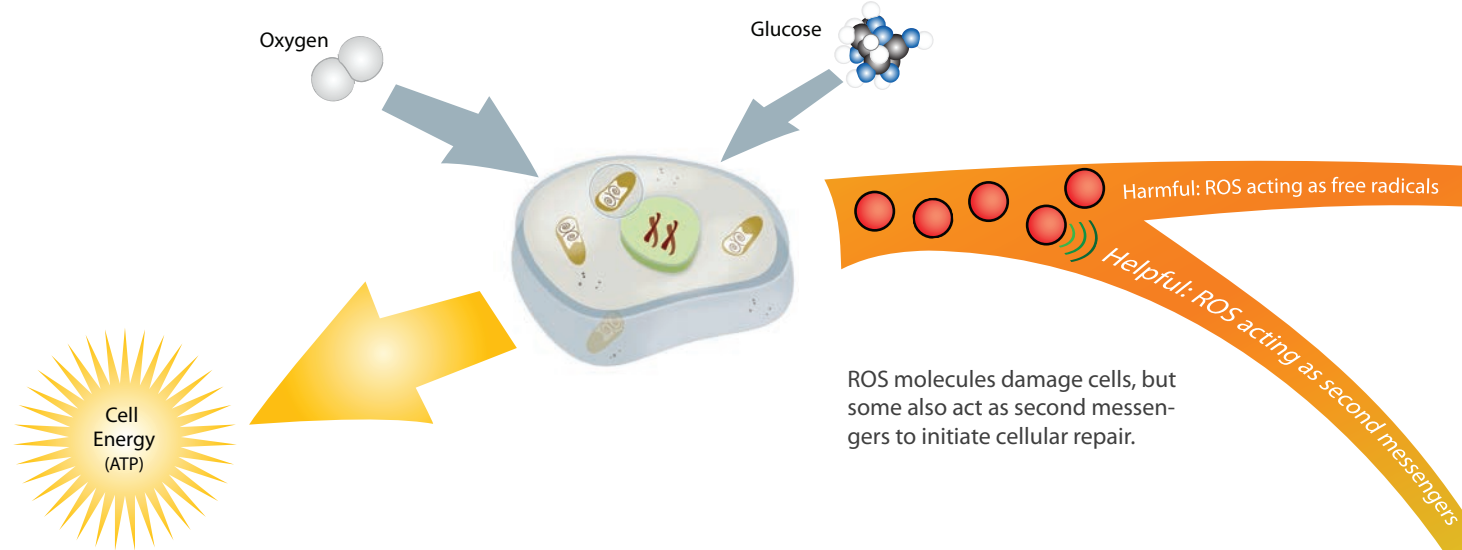 Oxygen
Glucose
Harmful: ROS acting as free radicals
Helpful: ROS acting as second messengers
ROS molecules damage cells, but
some also act as second messen-
gers to initiate cellular repair.
Cell
Energy
(ATP)